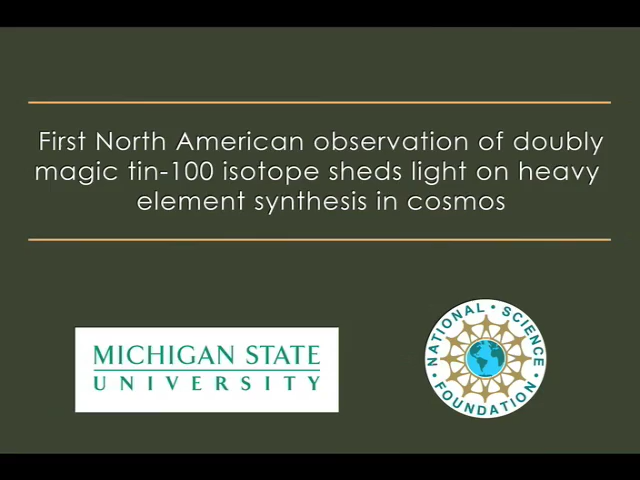 First North American observation of doubly
magic tin-100 isotope sheds light on heavy
element synthesis in cosmos
MICHIGAN STATE
UNIVERSITY
NATIONAL • SCIENCE • FOUNDATION •